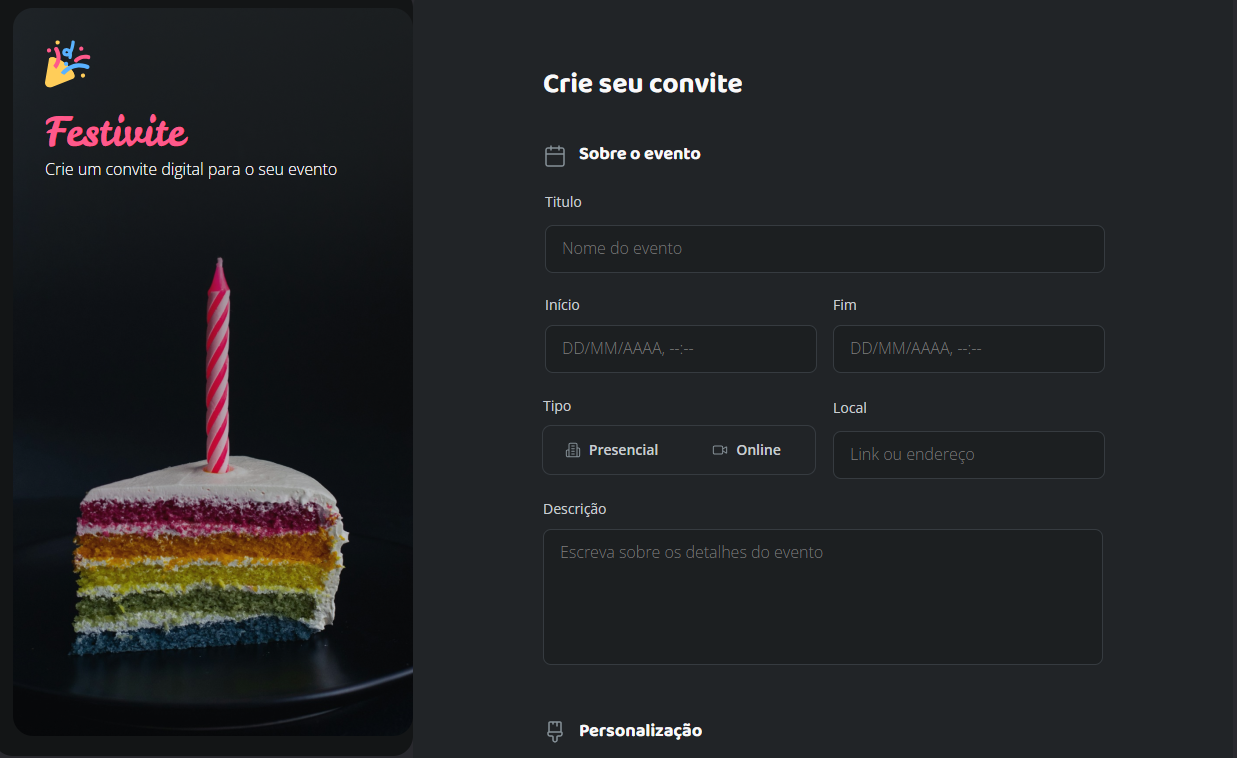 Festivite
Crie um convite digital para o seu evento
Crie seu convite
Sobre o evento
Titulo
Nome do evento
Início
Fim
DD/MM/AAAA, --:--
DD/MM/AAAA, --:--
Tipo
Local
Presencial
Online
Link ou endereço
Descrição
Escreva sobre os detalhes do evento
Personalização